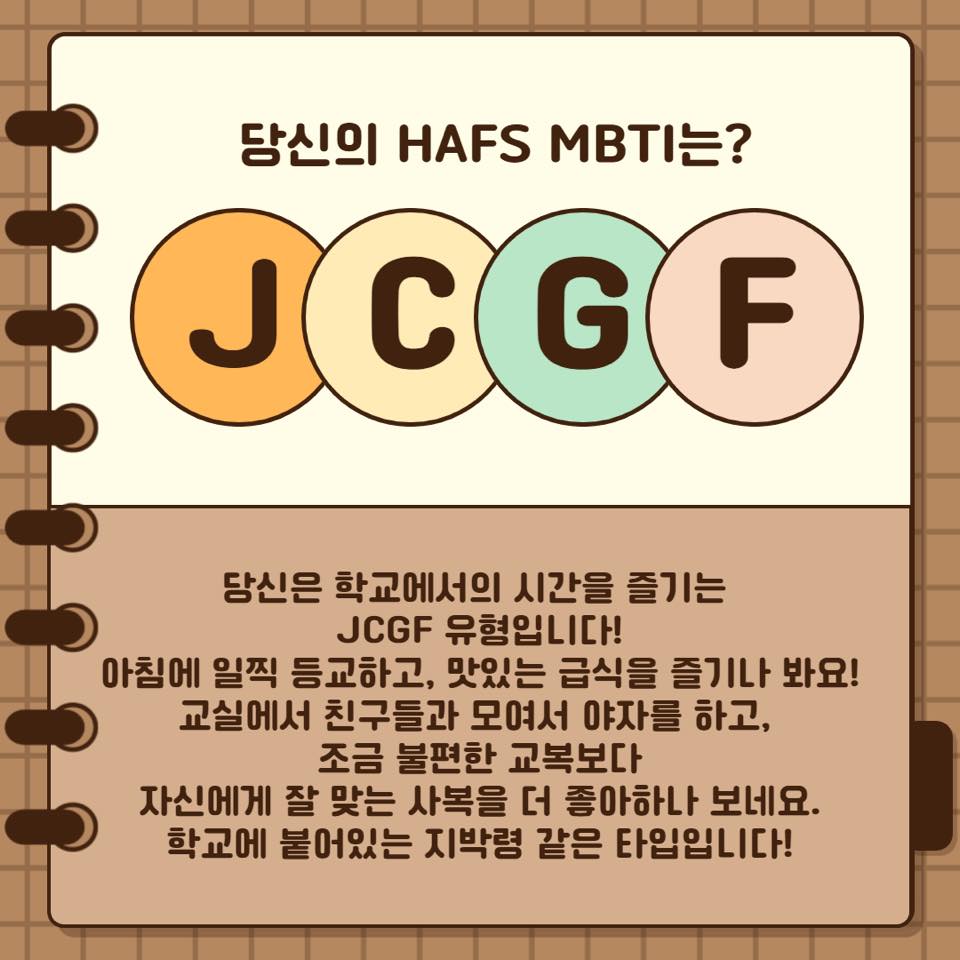 당신의 HAFS MBTI는?
J C G F
당신은 학교에서의 시간을 즐기는
JCGF 유형입니다!
아침에 일찍 등교하고, 맛있는 급식을 즐기나 봐요!
교실에서 친구들과 모여서 야자를 하고,
조금 불편한 교복보다
자신에게 잘 맞는 사복을 더 좋아하나 보네요.
학교에 붙어있는 지박령 같은 타입입니다!